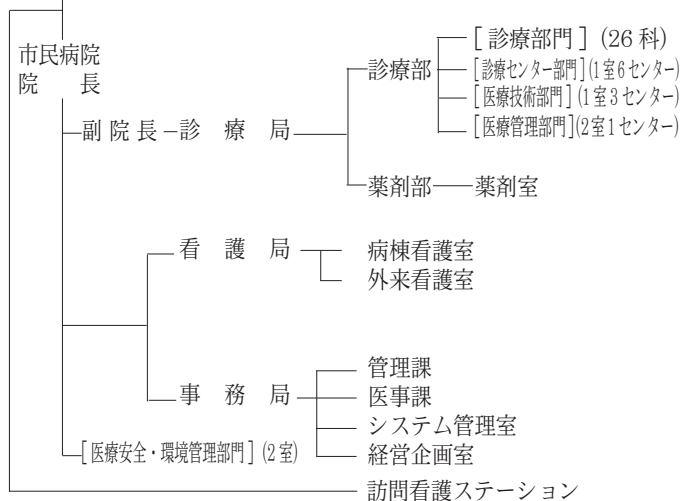 ［診療部門］(26科)
市民病院
診療部
［診療センター部門］(1室6センター)
院長
［医療技術部門］(1室3センター)
副院長 診療局
［医療管理部門］(2室1センター)
薬剤部 薬剤室
看護局 病棟看護室
外来看護室
管理課
事務局 医事課
システム管理室
［医療安全・環境管理部門］(2室) 経営企画室
訪問看護ステーション